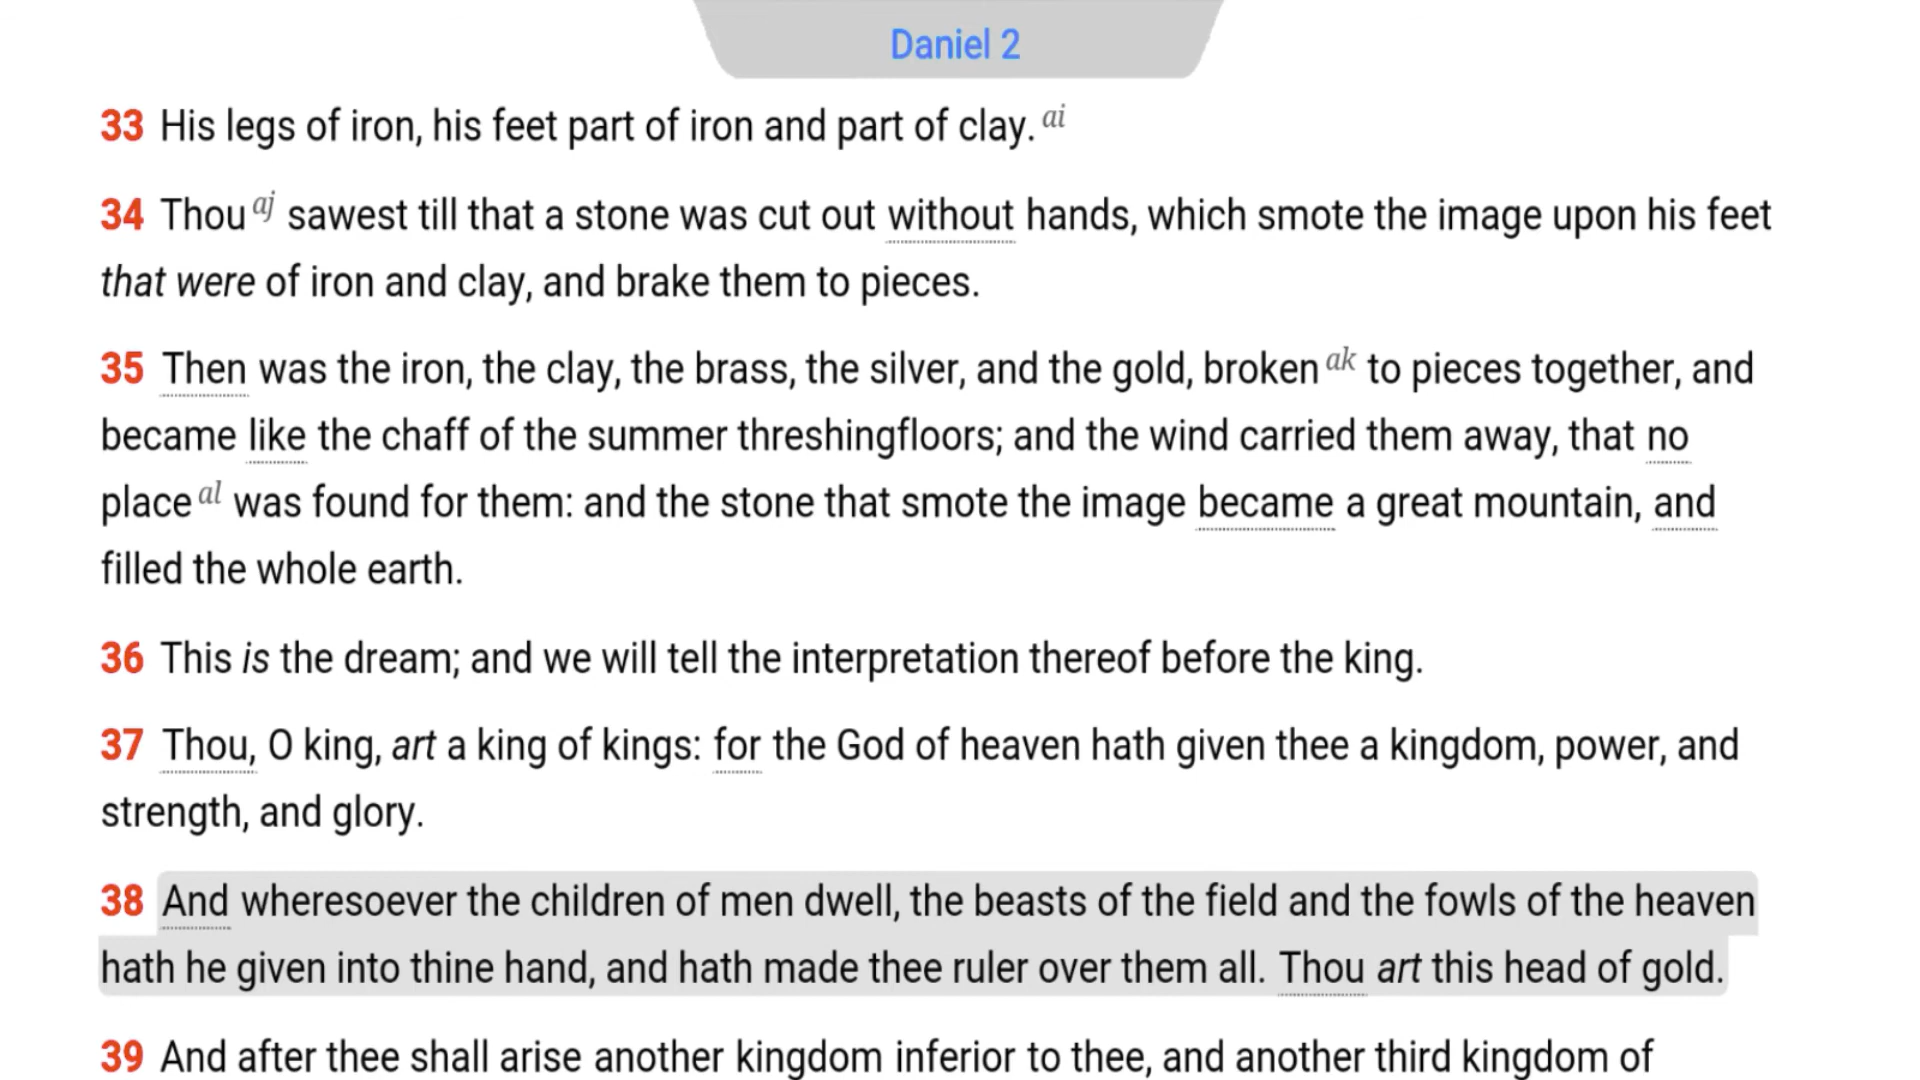 Daniel 2
33 His legs of iron, his feet part of iron and part of clay. ai
34 Thou aj sawest till that a stone was cut out without hands, which smote the image upon his feet
that were of iron and clay, and brake them to pieces.
35 Then was the iron, the clay, the brass, the silver, and the gold, broken ak to pieces together, and
became like the chaff of the summer threshingfloors; and the wind carried them away, that no
place al was found for them: and the stone that smote the image became a great mountain, and
filled the whole earth.
36 This is the dream; and we will tell the interpretation thereof before the king.
37 Thou, O king, art a king of kings: for the God of heaven hath given thee a kingdom, power, and
strength, and glory.
38 And wheresoever the children of men dwell, the beasts of the field and the fowls of the heaven
hath he given into thine hand, and hath made thee ruler over them all. Thou art this head of gold.
39 And after thee shall arise another kingdom inferior to thee, and another third kingdom of